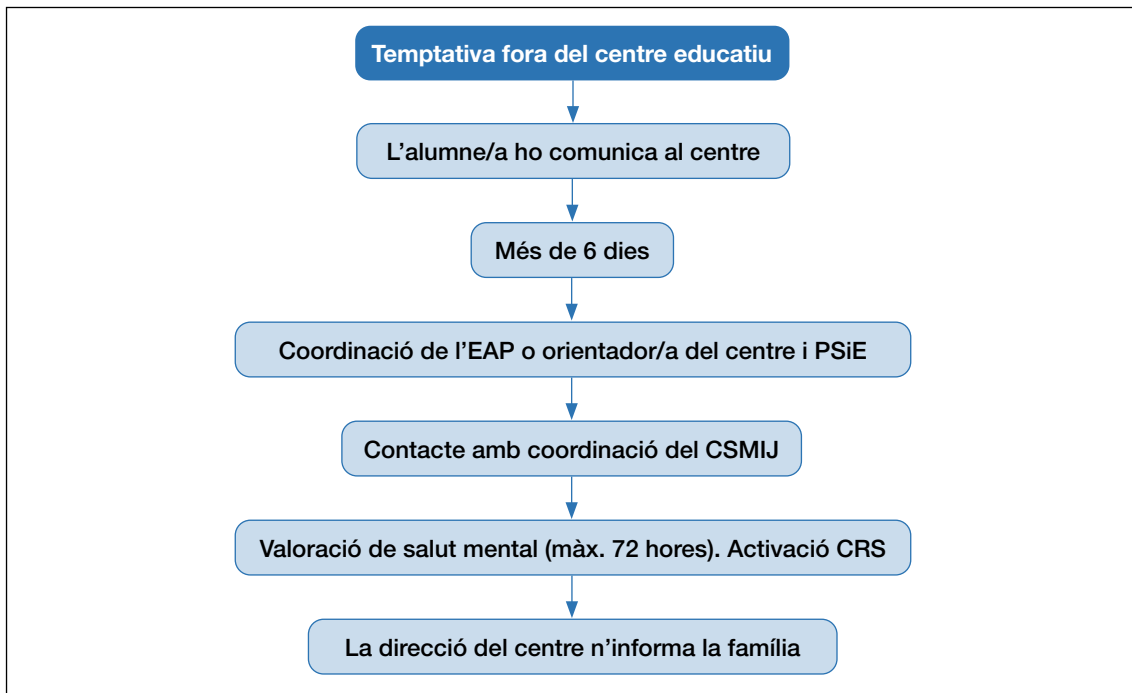 Temptativa fora del centre educatiu
L’alumne/a ho comunica al centre
Més de 6 dies
Coordinació de l’EAP o orientador/a del centre i PSiE
Contacte amb coordinació del CSMIJ
Valoració de salut mental (màx. 72 hores). Activació CRS
La direcció del centre n’informa la família